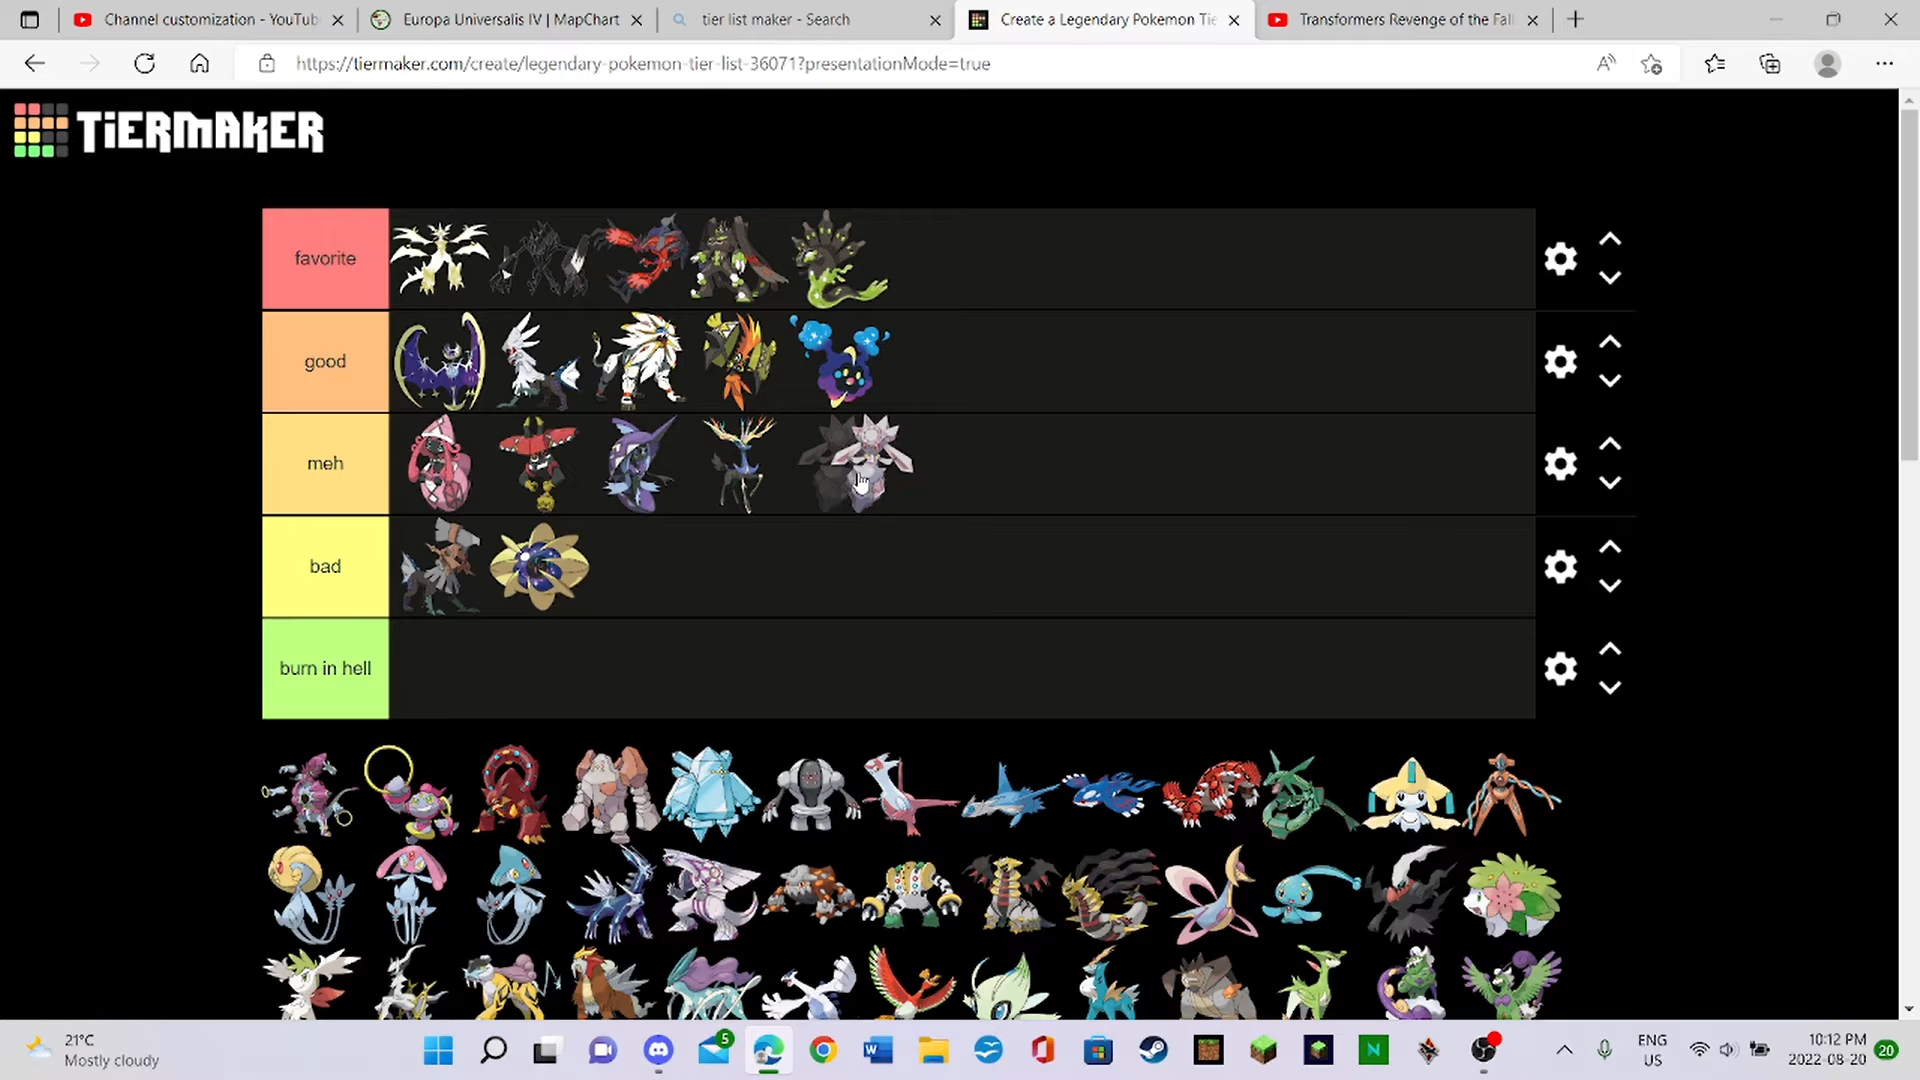 Channel customization - YouTub
Europa Universalis IV | MapChart
tier list maker - Search
Create a Legendary Pokemon Tie
Transformers Revenge of the Fall
https://tiermaker.com/create/legendary-pokemon-tier-list-36071?presentationMode=true
TiERMAKER
favorite
good
meh
bad
burn in hell
21°C
Mostly cloudy
5
N
ENG
US
10:12 PM
2022-08-20
20